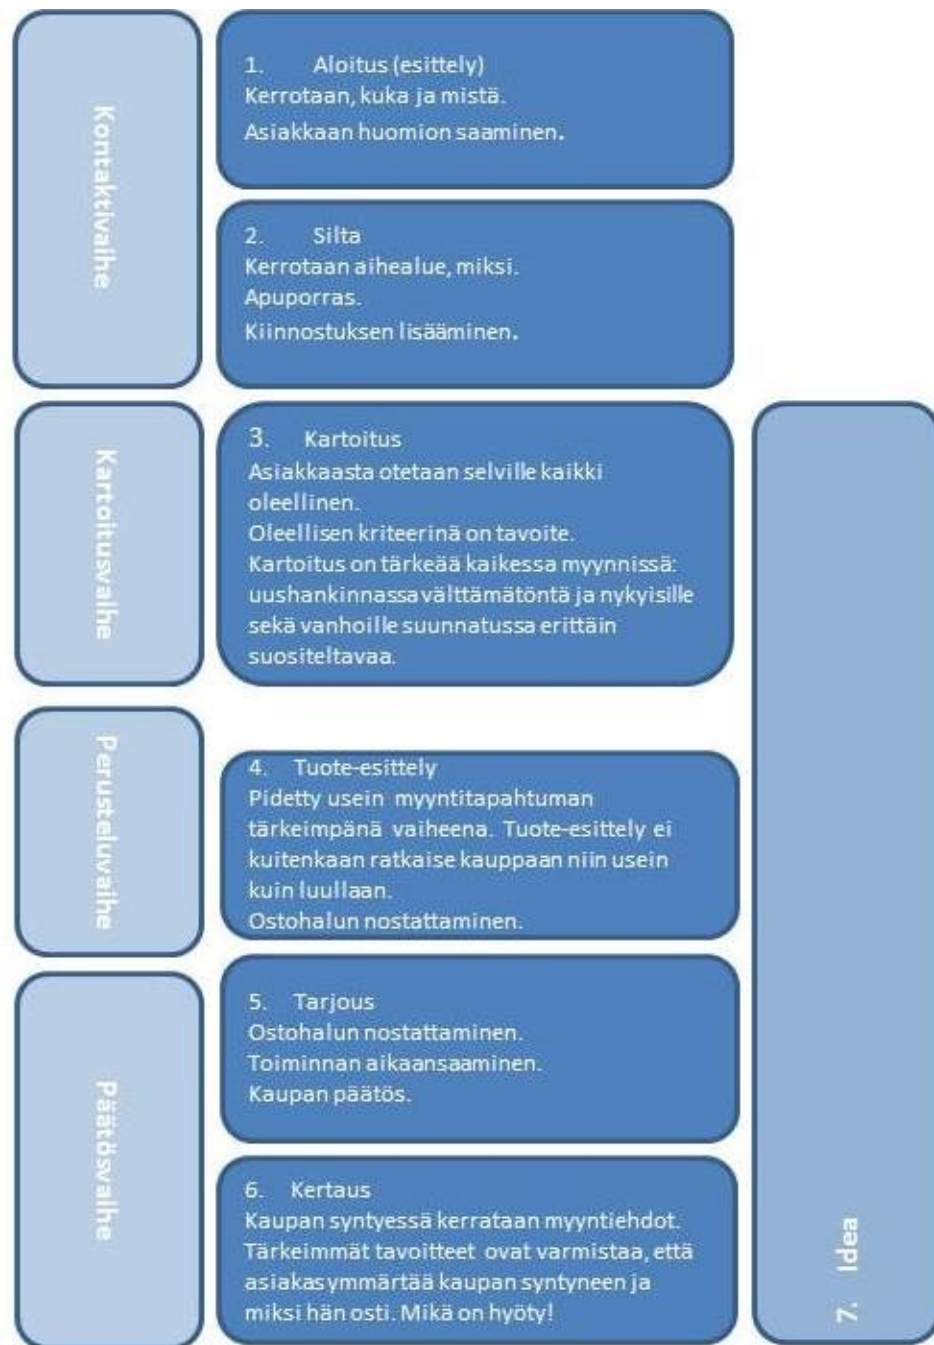 Kontaktivaihe
1. Aloitus (esittely)
Kerrotaan, kuka ja mistä.
Asiakkaan huomion saaminen.
2. Silta
Kerrotaan aihealue, miksi.
Apuporras.
Kiinnostuksen lisääminen.
Kartoitusvaihe
3. Kartoitus
Asiakkaasta otetaan selville kaikki
oleellinen.
Oleellisen kriteerinä on tavoite.
Kartoitus on tärkeää kaikessa myynnissä:
uushankinnassa välttämätöntä ja nykyisille
sekä vanhoille suunnatussa erittäin
suositeltavaa.
Perusteluvaihe
4. Tuote-esittely
Pidetty usein myyntitapahtuman
tärkeimpänä vaiheena. Tuote-esittely ei
kuitenkaan ratkaise kauppaan niin usein
kuin luullaan.
Ostohalun nostattaminen.
Päätösvaihe
5. Tarjous
Ostohalun nostattaminen.
Toiminnan aikaansaaminen.
Kaupan päätös.
6. Kertaus
Kaupan syntyessä kerrataan myyntiehdot.
Tärkeimmät tavoitteet ovat varmistaa, että
asiakas ymmärtää kaupan syntyneen ja
miksi hän osti. Mikä on hyöty!
7. Idea